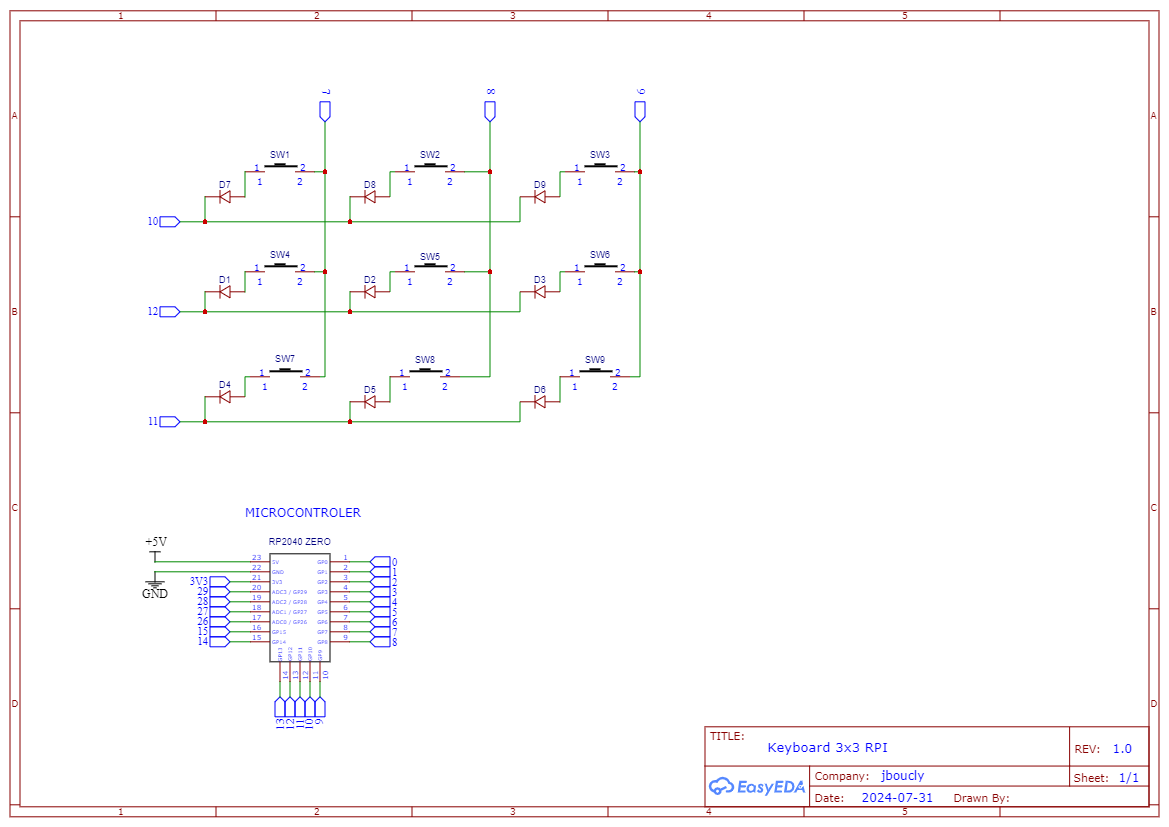 1 2 3 4 5
A A
7 8 9
SW1 SW2 SW3
1 2 1 2 1 2
1 2 1 2 1 2
D7 D8 D9
10
SW4 SW5 SW6
1 2 1 2 1 2
1 2 1 2 1 2
D1 D2 D3
B B
12
SW7 SW8 SW9
1 2 1 2 1 2
1 2 1 2 1 2
D4 D5 D6
11
C C
MICROCONTROLER
+5V RP2040 ZERO
23 5V GP0 1 0
22 GND GP1 2 1
3V3 21 3V3 GP2 3 2
29 20 ADC3 / GP29 GP3 4 3
GND
28 19 ADC2 / GP28 GP4 5 4
27 18 ADC1 / GP27 GP5 6 5
26 17 ADC0 / GP26 GP6 7 6
15 16 GP15 GP7 8 7
14 15 GP14 GP8 9 8
GP13 GP12 GP11 GP10 GP9
14 13 12 11 10
13 12 11 10 9
D D
TITLE:
Keyboard 3x3 RPI
REV: 1.0
EasyEDA
Company: jboucly
Sheet: 1/1
Date: 2024-07-31 Drawn By:
1 2 3 4 5